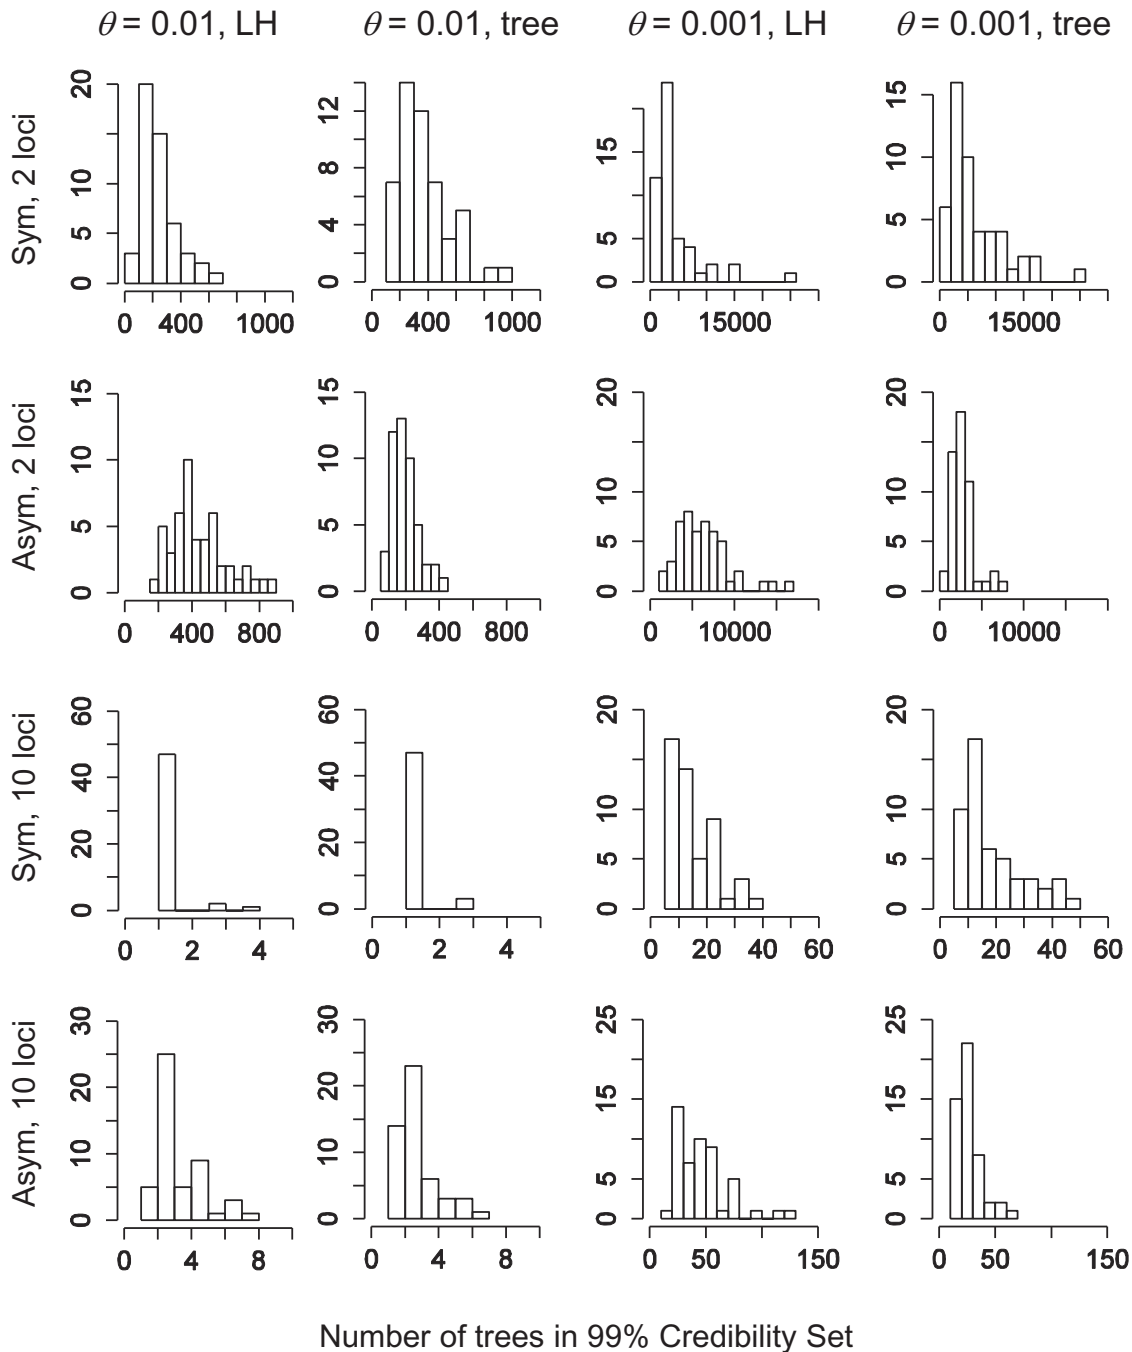 θ = 0.01, LH θ = 0.01, tree θ = 0.001, LH θ = 0.001, tree
Sym, 2 loci
0 5 10 20
0 400 1000
0 4 8 12
0 400 1000
0 5 15
0 15000
0 5 10 15
0 15000
Asym, 2 loci
0 5 10 15
0 400 800
0 5 10 15
0 400 800
0 5 10 20
0 10000
0 5 10 20
0 10000
Sym, 10 loci
0 20 40 60
0 2 4
0 20 40 60
0 2 4
0 5 10 20
0 20 40 60
0 5 10 20
0 20 40 60
Asym, 10 loci
0 10 20 30
0 4 8
0 10 20 30
0 4 8
0 5 15 25
0 50 150
0 5 15 25
0 50 150
Number of trees in 99% Credibility Set